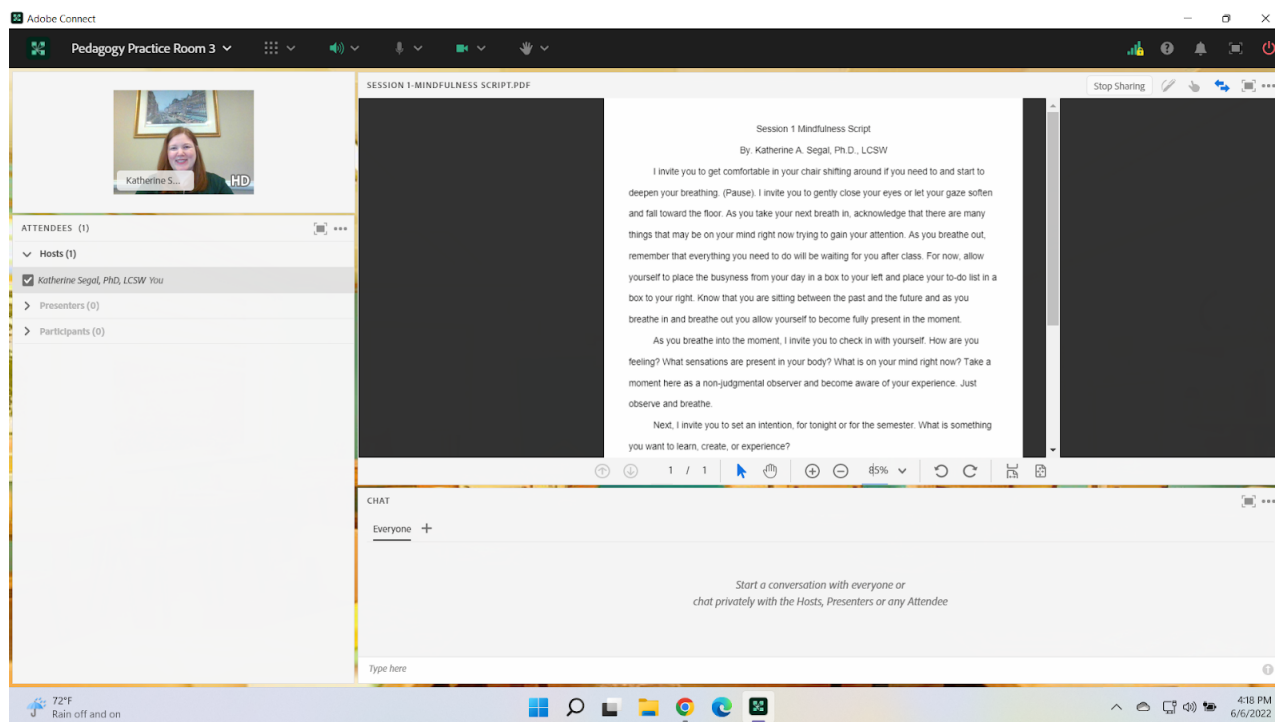 Adobe Connect
Pedagogy Practice Room 3
SESSION 1-MINDFULNESS SCRIPT.PDF
Stop Sharing
Katherine S...
HD
ATTENDEES (1)
Hosts (1)
Katherine Segal, PhD, LCSW You
Presenters (0)
Participants (0)
Session 1 Mindfulness Script
By. Katherine A. Segal, Ph.D., LCSW
I invite you to get comfortable in your chair shifting around if you need to and start to
deepen your breathing. (Pause). I invite you to gently close your eyes or let your gaze soften
and fall toward the floor. As you take your next breath in, acknowledge that there are many
things that may be on your mind right now trying to gain your attention. As you breathe out,
remember that everything you need to do will be waiting for you after class. For now, allow
yourself to place the busyness from your day in a box to your left and place your to-do list in a
box to your right. Know that you are sitting between the past and the future and as you
breathe in and breathe out you allow yourself to become fully present in the moment.
As you breathe into the moment, I invite you to check in with yourself. How are you
feeling? What sensations are present in your body? What is on your mind right now? Take a
moment here as a non-judgmental observer and become aware of your experience. Just
observe and breathe.
Next, I invite you to set an intention, for tonight or for the semester. What is something
you want to learn, create, or experience?
1 / 1
85%
CHAT
Everyone
Start a conversation with everyone or
chat privately with the Hosts, Presenters or any Attendee
Type here
72°F
Rain off and on
4:18 PM
6/6/2022